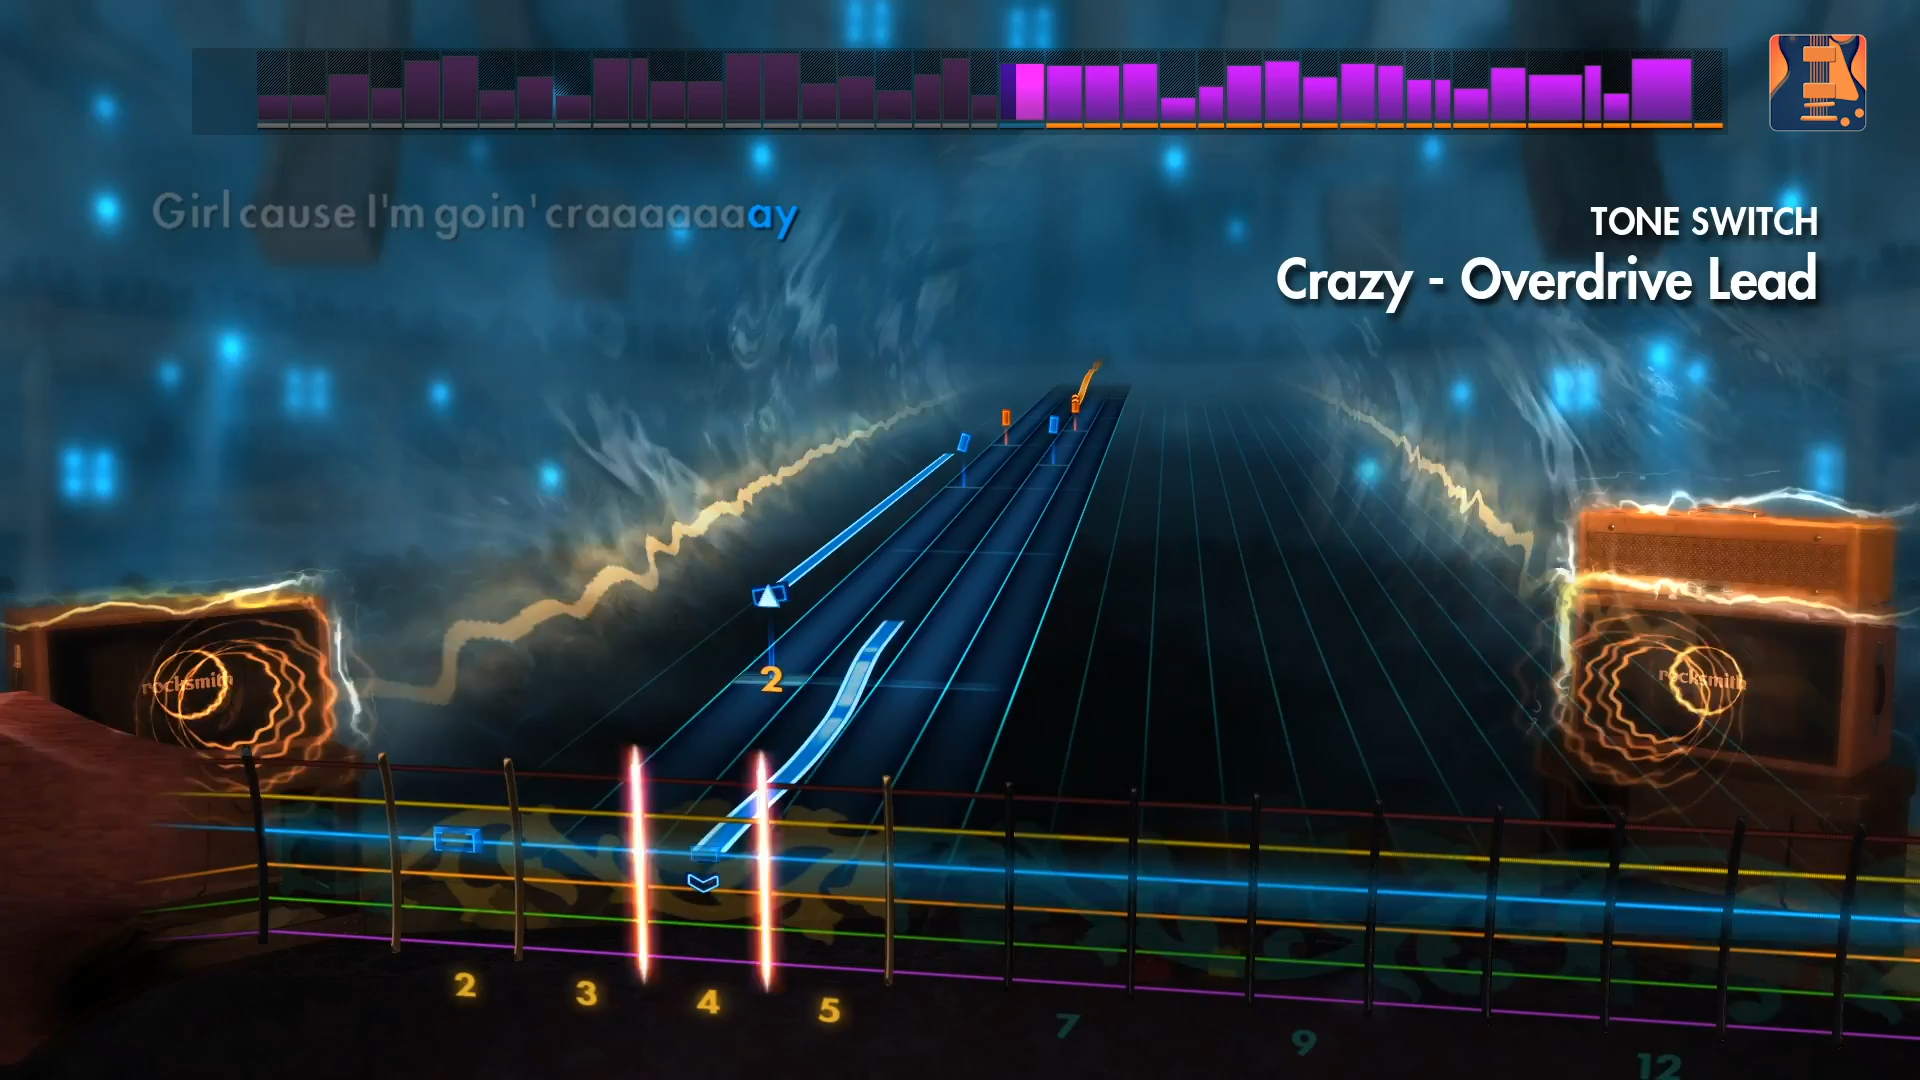 Girl cause I'm goin' craaaaaaay
TONE SWITCH
Crazy - Overdrive Lead
rocksmith
rocksmith
2
2 3 4 5 7 9 12